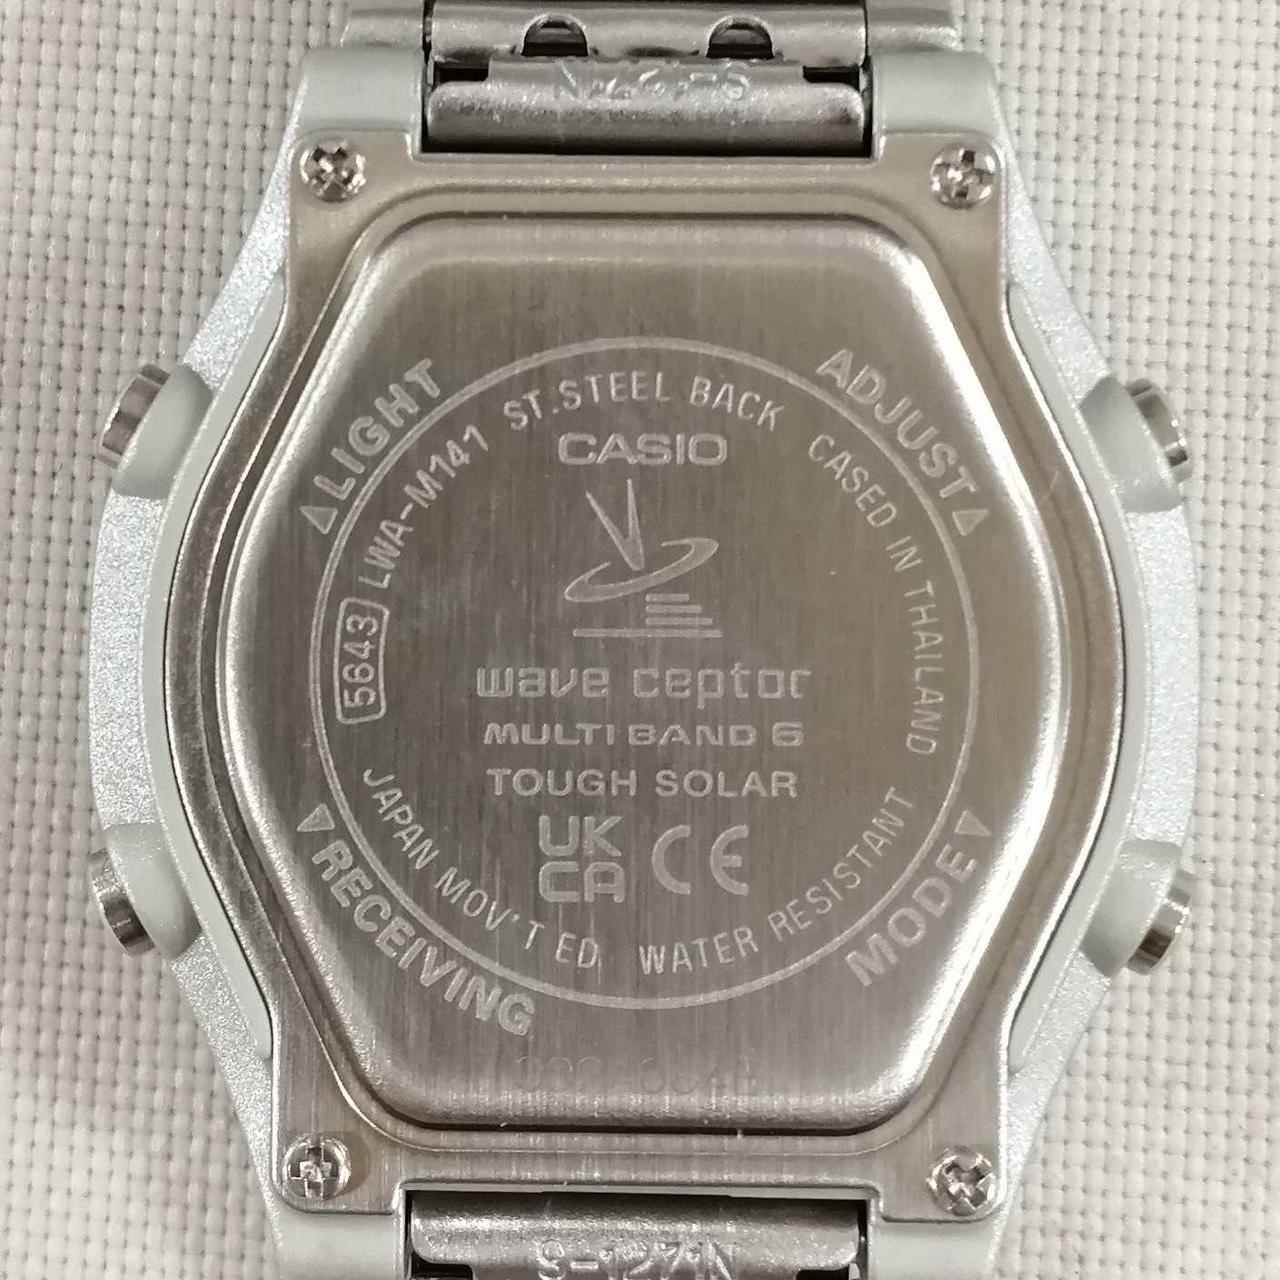 LIGHT
ADJUST
5643 LWA-M141 ST.STEEL BACK CASED IN THAILAND
CASIO
wave ceptor
MULTI BAND 6
TOUGH SOLAR
UK
CA CE
JAPAN MOV'T ED WATER RESISTANT
RECEIVING
MODE
S-1271N